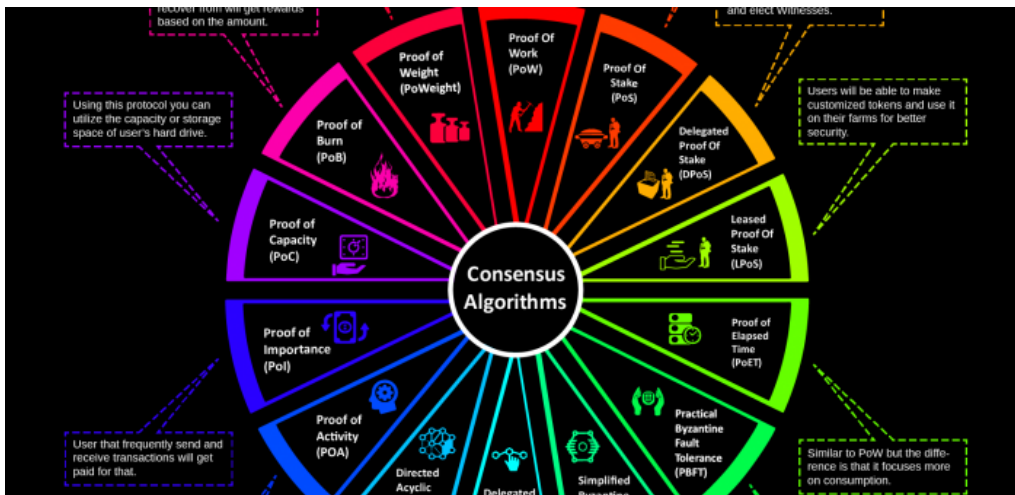 recover from will get rewards
based on the amount.
and elect Witnesses.
Using this protocol you can
utilize the capacity or storage
space of user's hard drive.
Users will be able to make
customized tokens and use it
on their farms for better
security.
Proof of
Weight
(PoWeight)
Proof Of
Work
(PoW)
Proof Of
Stake
(PoS)
Delegated
Proof Of
Stake
(DPoS)
Leased
Proof Of
Stake
(LPoS)
Proof of
Elapsed
Time
(PoET)
Practical
Byzantine
Fault
Tolerance
(PBFT)
Simplified
Byzantine
Delegated
Directed
Acyclic
Proof of
Activity
(POA)
Proof of
Importance
(PoI)
Proof of
Capacity
(PoC)
Proof of
Burn
(PoB)
Consensus
Algorithms
User that frequently send and
receive transactions will get
paid for that.
Similar to PoW but the diffe-
rence is that it focuses more
on consumption.